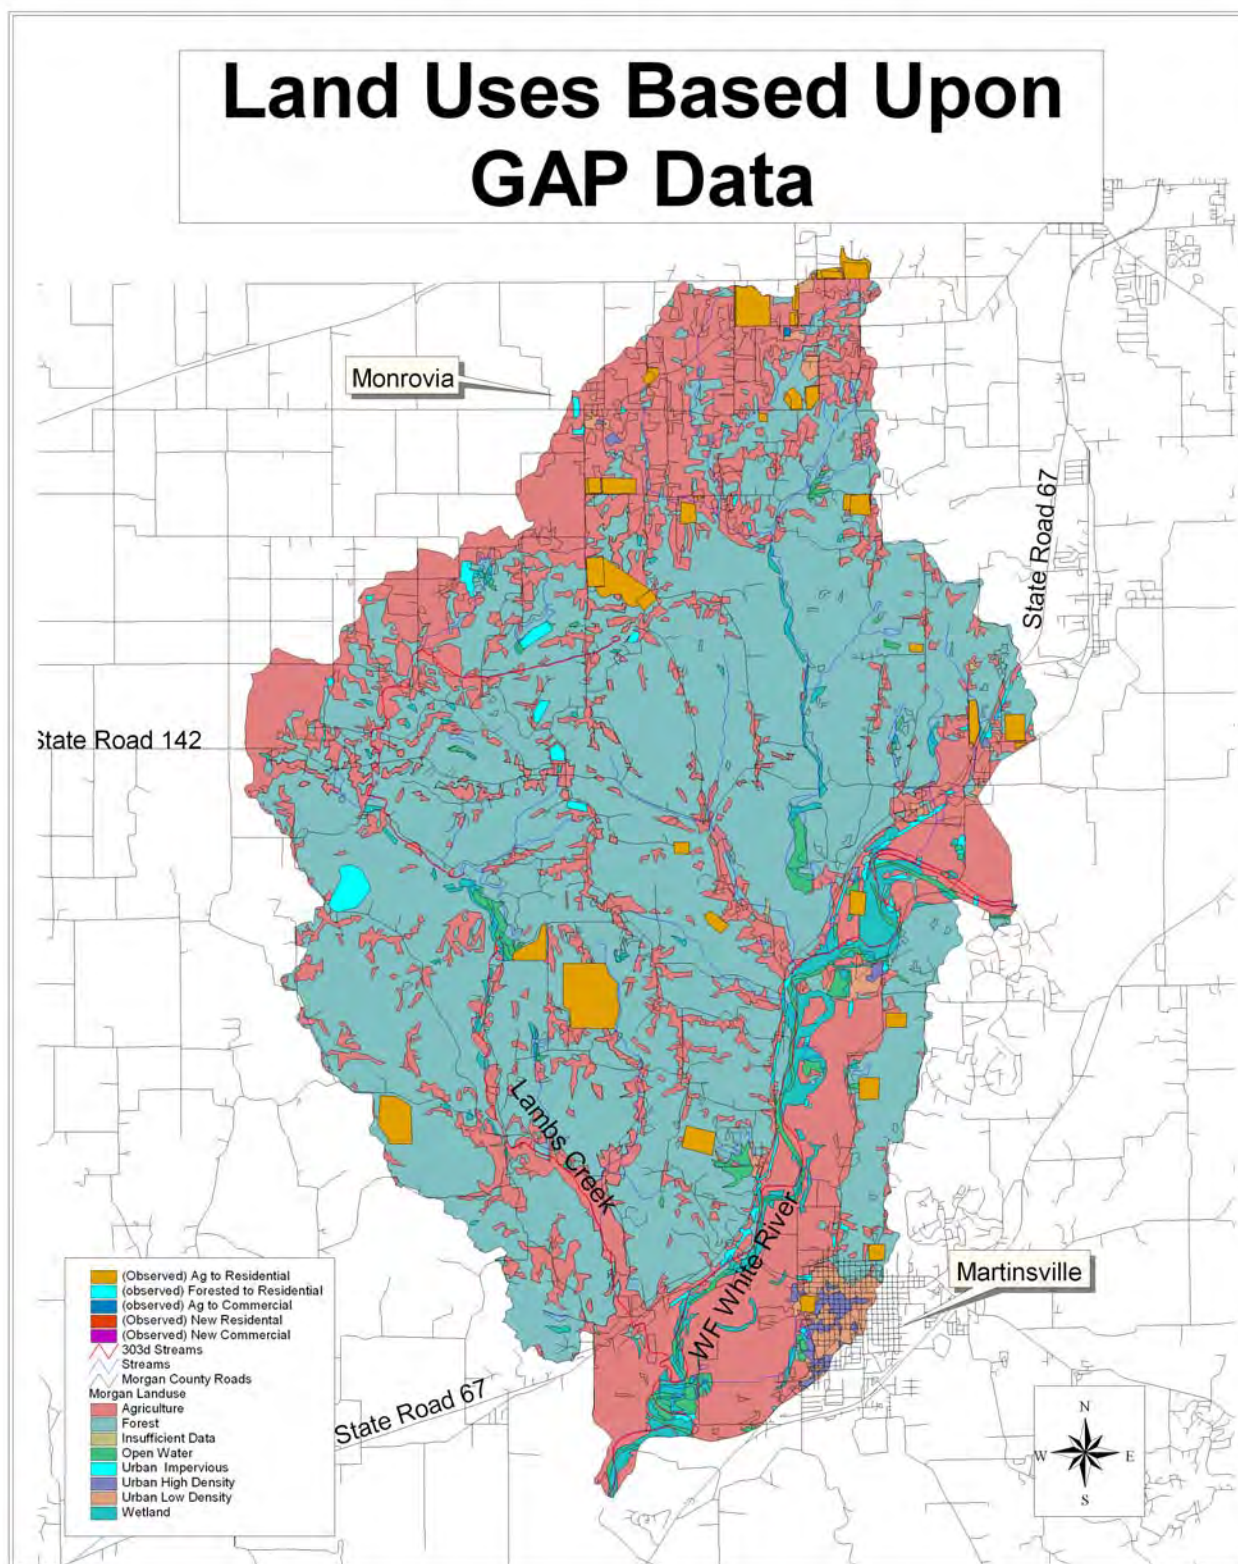 Land Uses Based Upon
GAP Data
Monrovia
State Road 67
State Road 142
Lambs Creek
WF White River
Martinsville
State Road 67
(Observed) Ag to Residential
(observed) Forested to Residential
(observed) Ag to Commercial
(Observed) New Residental
(Observed) New Commercial
303d Streams
Streams
Morgan County Roads
Morgan Landuse
Agriculture
Forest
Insufficient Data
Open Water
Urban Impervious
Urban High Density
Urban Low Density
Wetland
N
W E
S